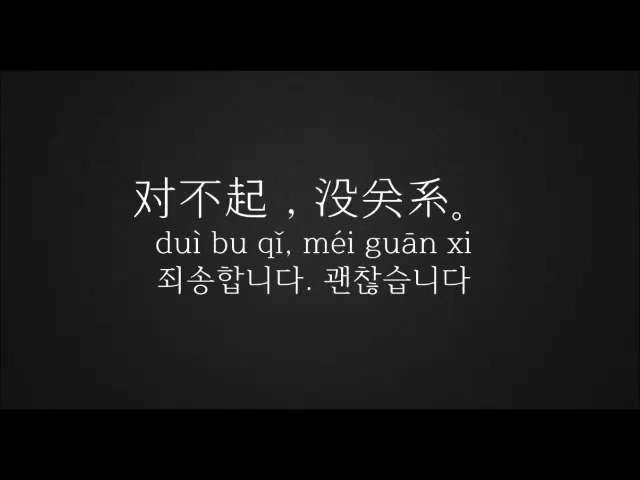 对不起，没关系。
duì bu qǐ, méi guān xi
죄송합니다. 괜찮습니다